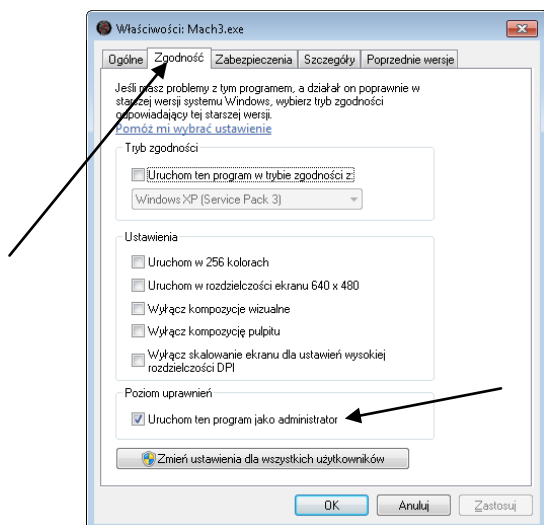 Właściwości: Mach3.exe
Ogólne Zgodność Zabezpieczenia Szczegóły Poprzednie wersje
Jeśli masz problemy z tym programem, a działał on poprawnie w
starszej wersji systemu Windows, wybierz tryb zgodności
odpowiadający tej starszej wersji.
Pomóż mi wybrać ustawienie
Tryb zgodności
Uruchom ten program w trybie zgodności z:
Windows XP (Service Pack 3)
Ustawienia
Uruchom w 256 kolorach
Uruchom w rozdzielczości ekranu 640 x 480
Wyłącz kompozycje wizualne
Wyłącz kompozycję pulpitu
Wyłącz skalowanie ekranu dla ustawień wysokiej
rozdzielczości DPI
Poziom uprawnień
Uruchom ten program jako administrator
Zmień ustawienia dla wszystkich użytkowników
OK Anuluj Zastosuj